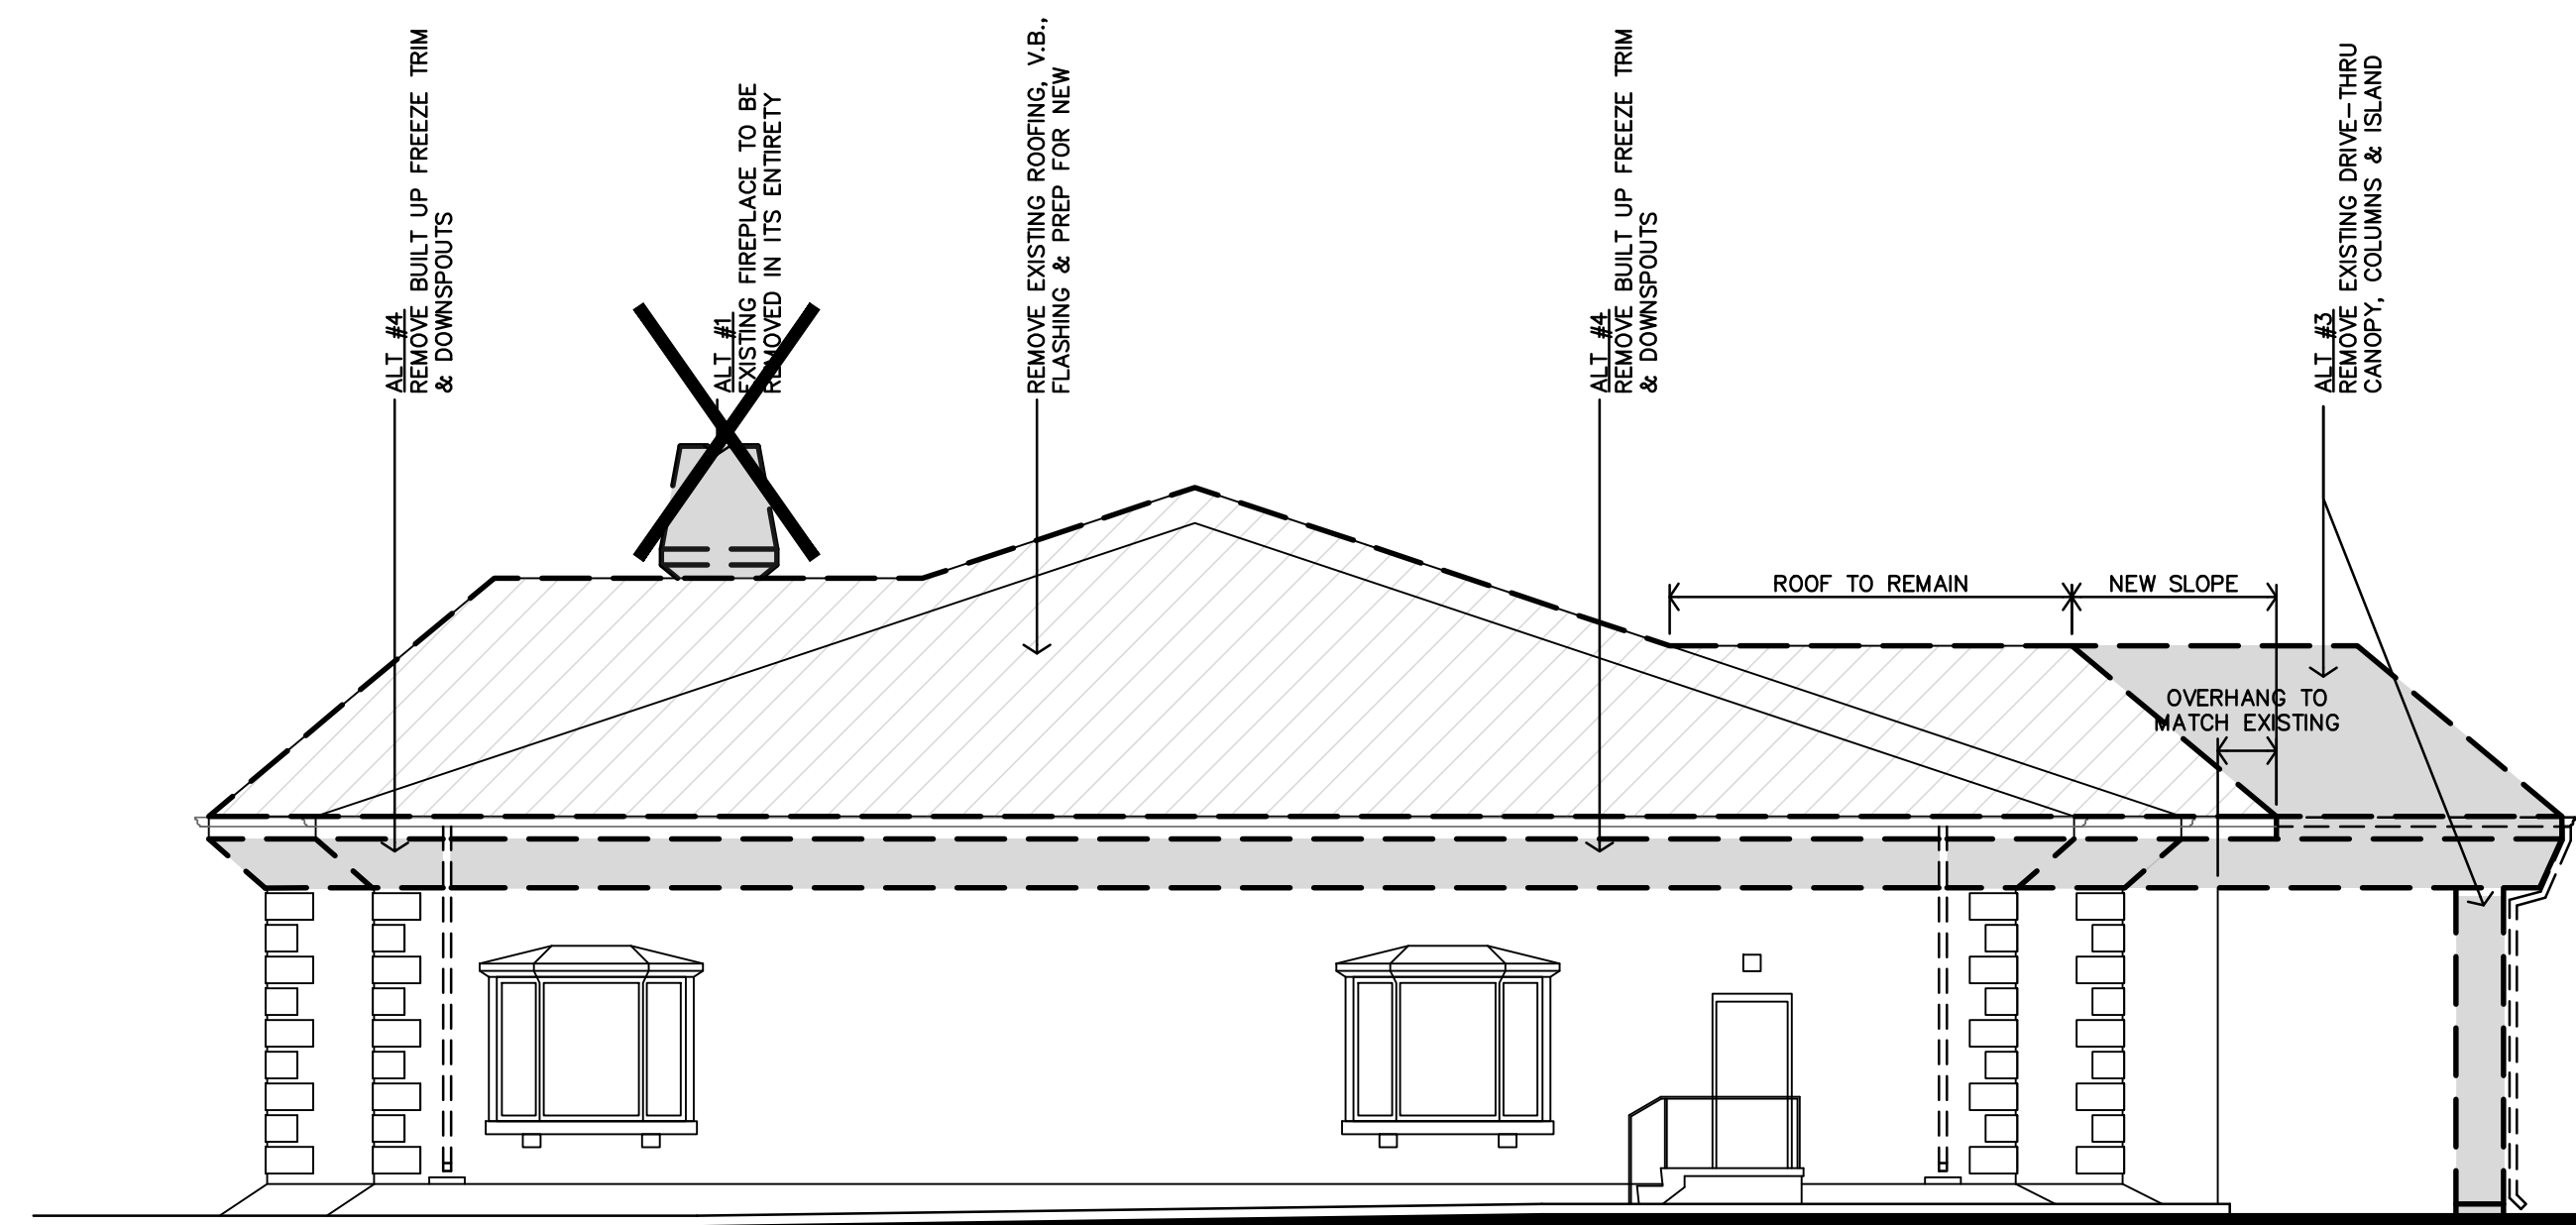 ALT #4
REMOVE BUILT UP FREEZE TRIM
& DOWNSPOUTS
ALT #1
EXISTING FIREPLACE TO BE
REMOVED IN ITS ENTIRETY
REMOVE EXISTING ROOFING, V.B.,
FLASHING & PREP FOR NEW
ALT #4
REMOVE BUILT UP FREEZE TRIM
& DOWNSPOUTS
ALT #3
REMOVE EXISTING DRIVE-THRU
CANOPY, COLUMNS & ISLAND
ROOF TO REMAIN
NEW SLOPE
OVERHANG TO
MATCH EXISTING